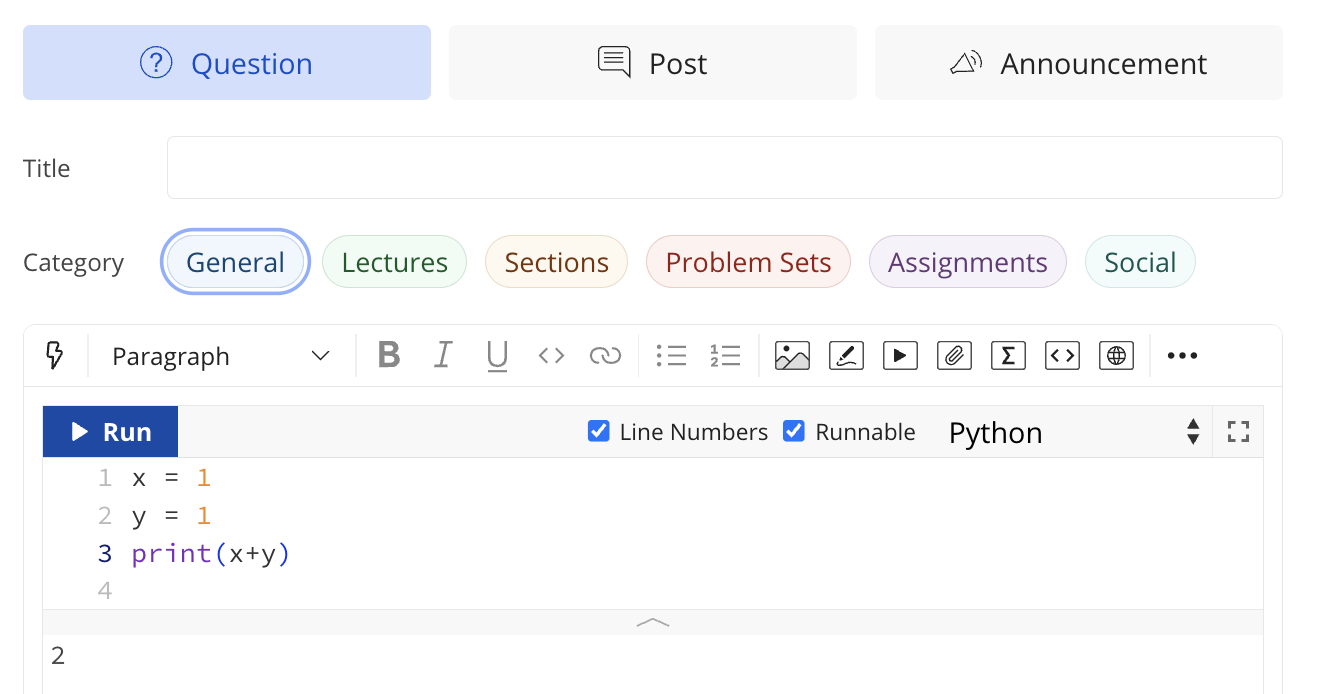 Question Post Announcement
Title
Category General Lectures Sections Problem Sets Assignments Social
Paragraph B I U
Run Line Numbers Runnable Python
1 x = 1
2 y = 1
3 print(x+y)
4
2